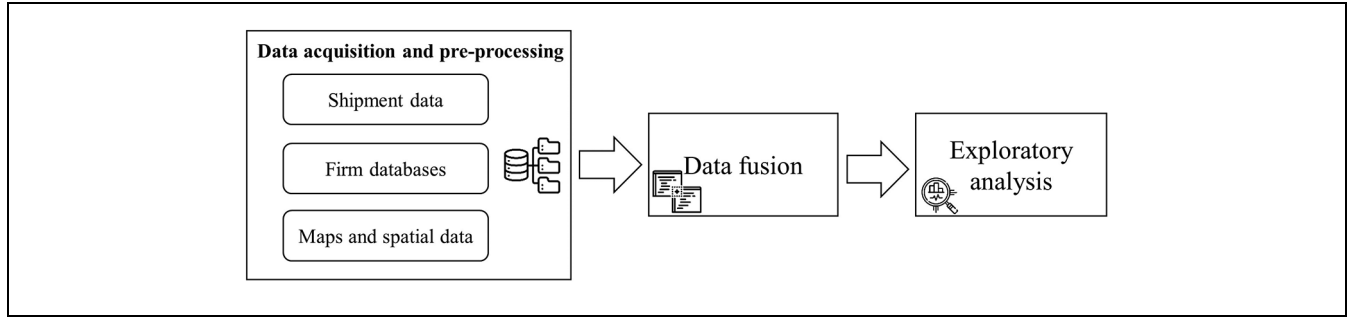 Data acquisition and pre-processing
Shipment data
Firm databases
Maps and spatial data
Data fusion
Exploratory
analysis